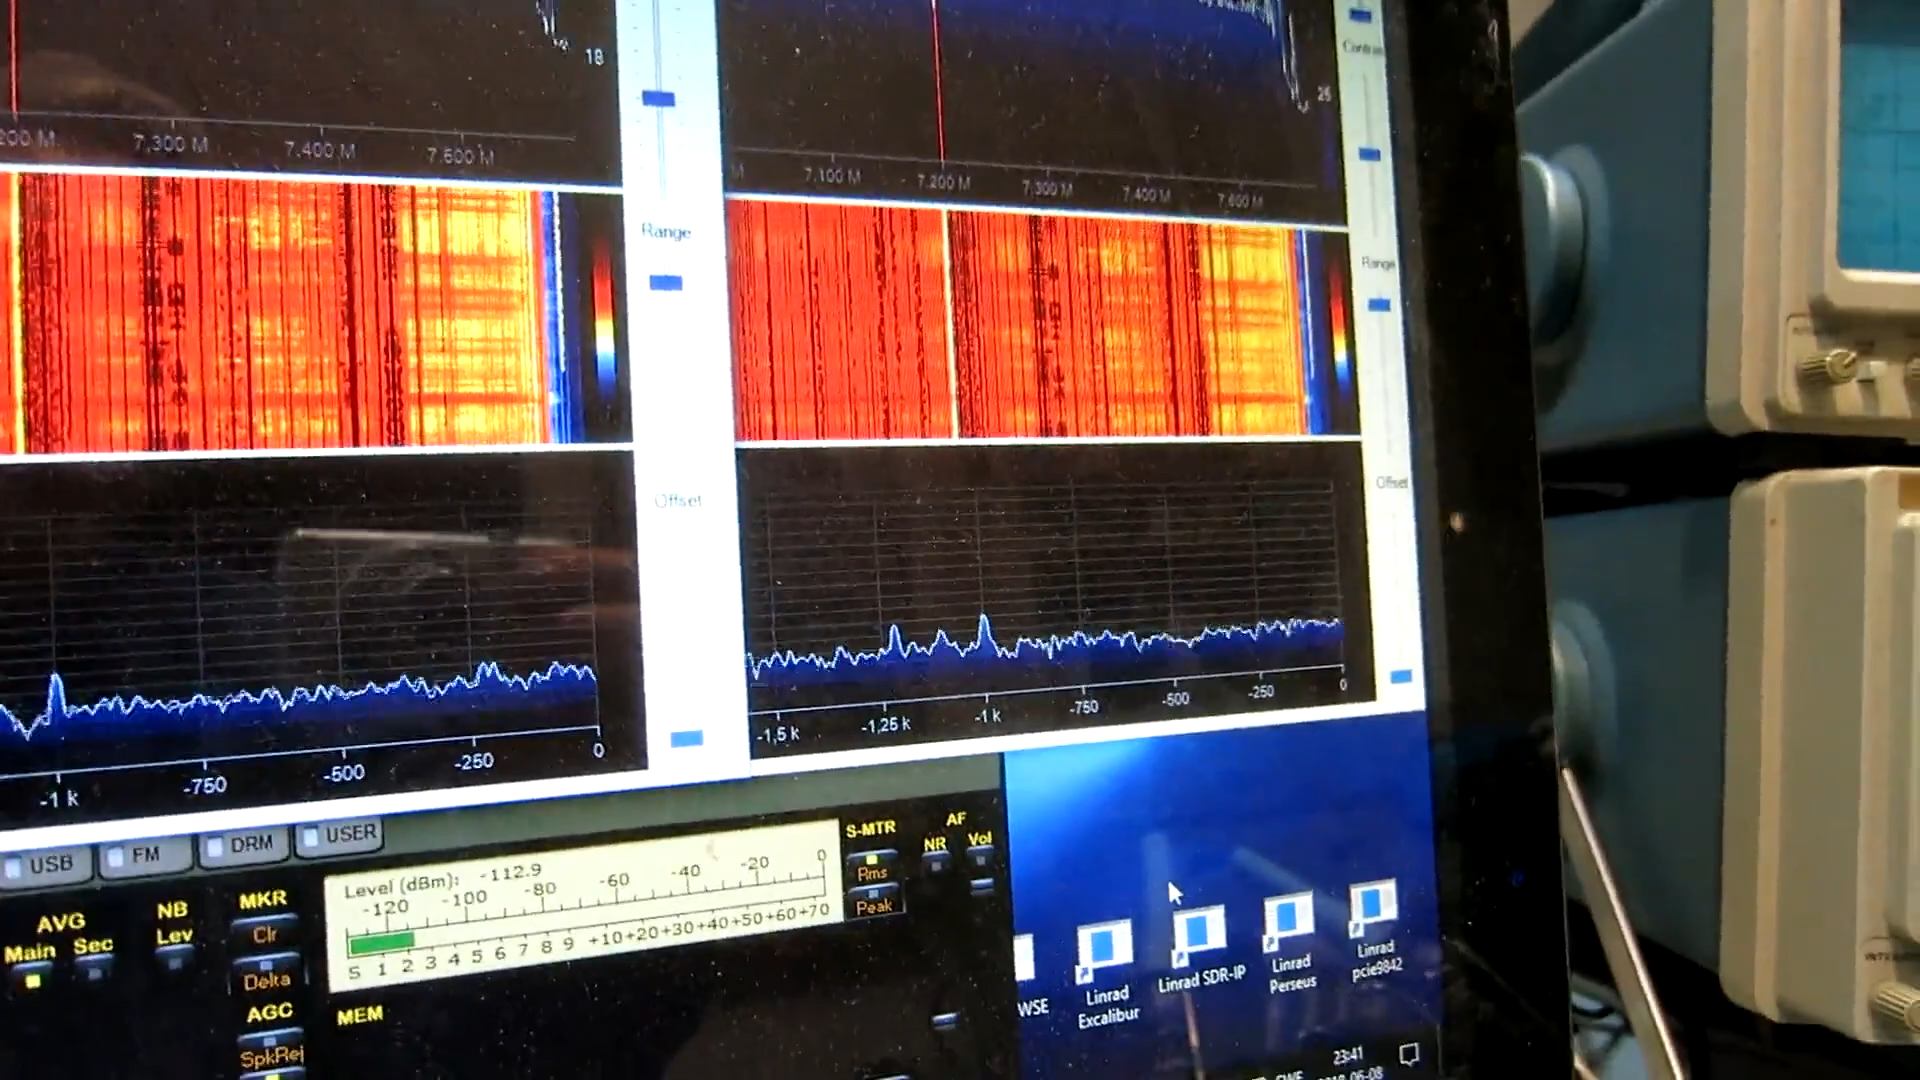 18
200 M
7,300 M
7,400 M
7,500 M
Range
Offset
-1 k
-750
-500
-250
0
25
M
7,100 M
7,200 M
7,300 M
7,400 M
Range
Offset
-1,5 k
-1,25 k
-1 k
-750
-500
-250
0
USB
FM
DRM
USER
AVG
Main
Sec
NB
Lev
MKR
Clr
Delta
AGC
SpkRej
Level (dBm): -112.9
-120 -100 -80 -60 -40 -20 0
S 1 2 3 4 5 6 7 8 9 +10+20+30+40+50+60+70
MEM
S-MTR
Rms
Peak
AF
NR
Vol
WSE
Linrad
Excalibur
Linrad SDR-IP
Linrad
Perseus
Linrad
pcie9842
23:41